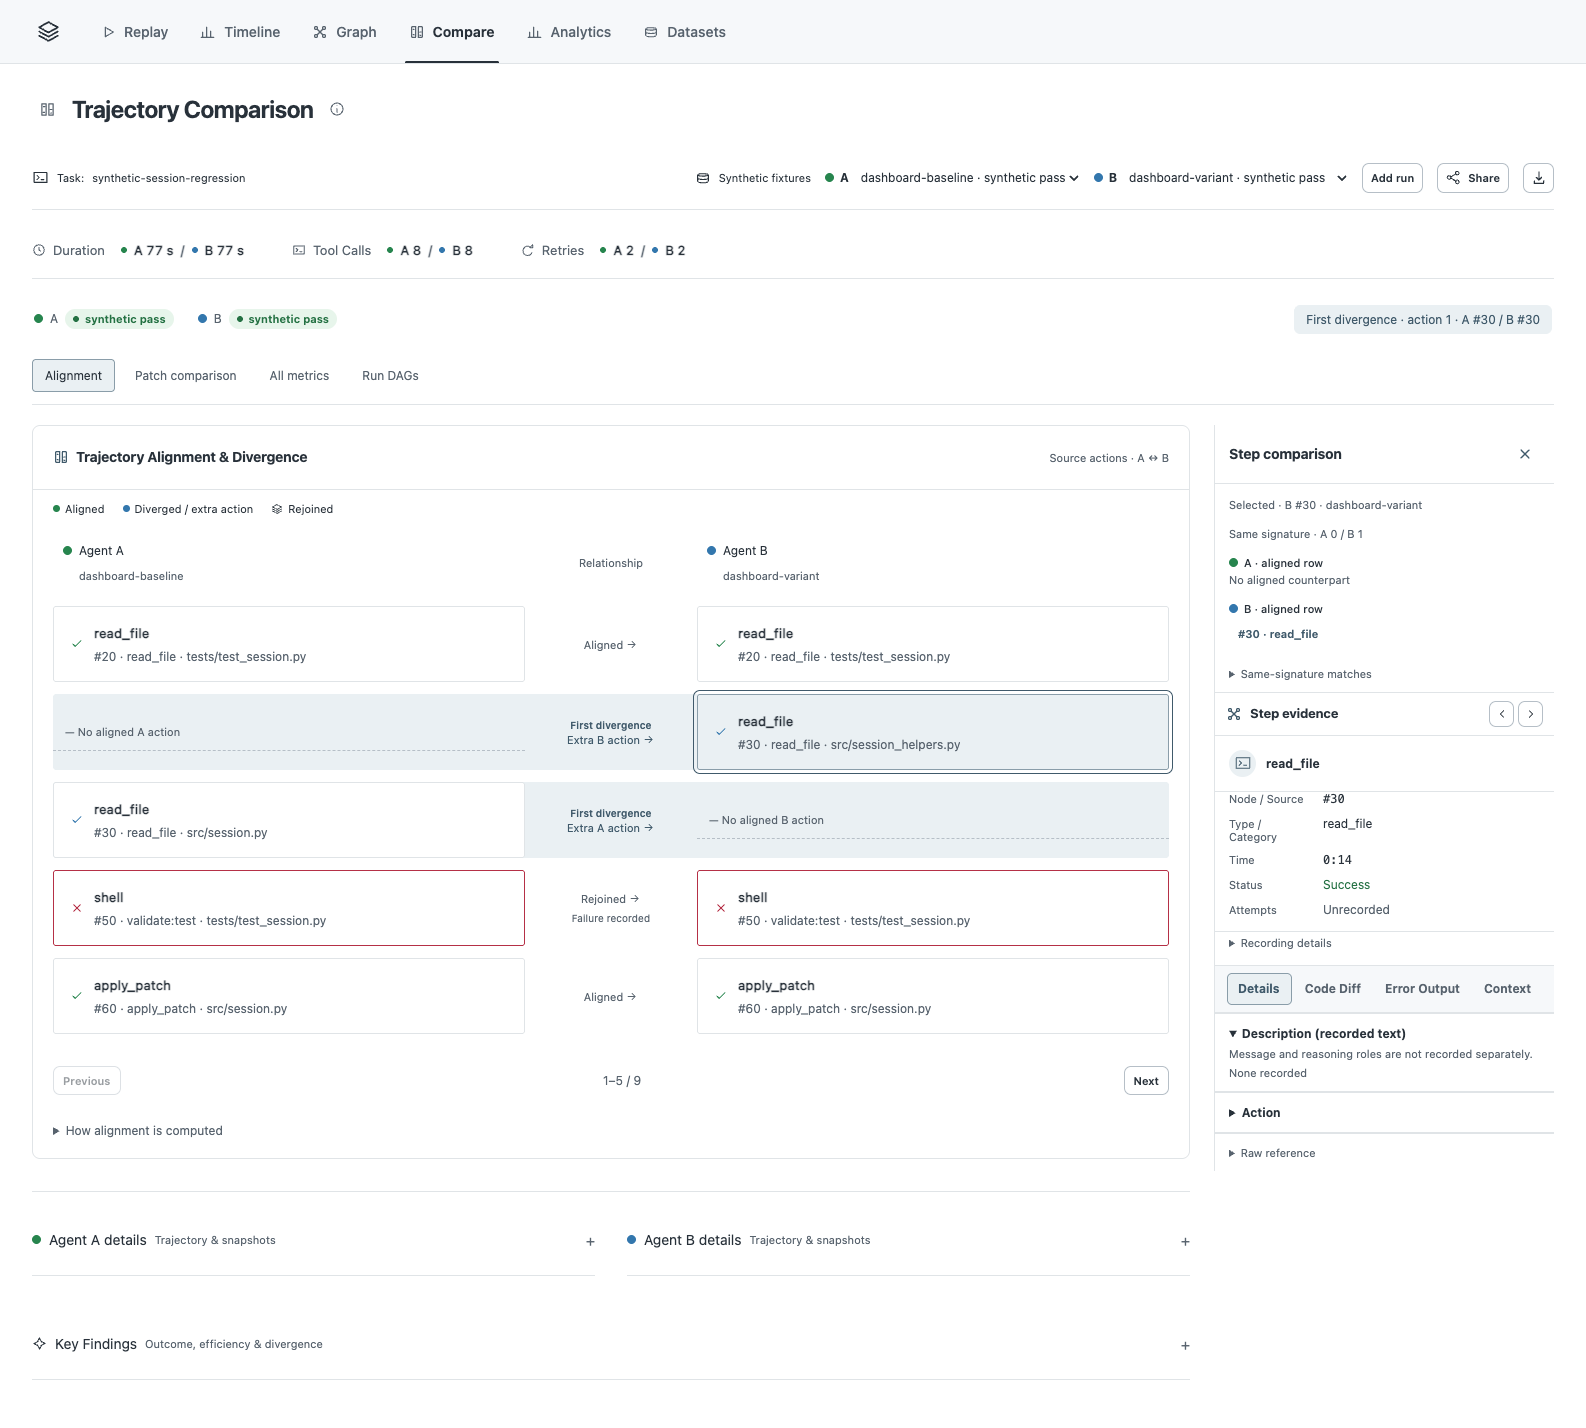 Replay
Timeline
Graph
Compare
Analytics
Datasets
Trajectory Comparison
Task: synthetic-session-regression
Synthetic fixtures
A dashboard-baseline · synthetic pass
B dashboard-variant · synthetic pass
Add run
Share
Duration A 77 s / B 77 s
Tool Calls A 8 / B 8
Retries A 2 / B 2
A synthetic pass
B synthetic pass
First divergence · action 1 · A #30 / B #30
Alignment
Patch comparison
All metrics
Run DAGs
Trajectory Alignment & Divergence
Source actions · A ↔ B
Aligned
Diverged / extra action
Rejoined
Agent A
dashboard-baseline
Relationship
Agent B
dashboard-variant
read_file
#20 · read_file · tests/test_session.py
Aligned →
read_file
#20 · read_file · tests/test_session.py
— No aligned A action
First divergence
Extra B action →
read_file
#30 · read_file · src/session_helpers.py
read_file
#30 · read_file · src/session.py
First divergence
Extra A action →
— No aligned B action
shell
#50 · validate:test · tests/test_session.py
Rejoined →
Failure recorded
shell
#50 · validate:test · tests/test_session.py
apply_patch
#60 · apply_patch · src/session.py
Aligned →
apply_patch
#60 · apply_patch · src/session.py
Previous
1–5 / 9
Next
How alignment is computed
Step comparison
Selected · B #30 · dashboard-variant
Same signature · A 0 / B 1
A · aligned row
No aligned counterpart
B · aligned row
#30 · read_file
Same-signature matches
Step evidence
read_file
Node / Source #30
Type /
Category
read_file
Time 0:14
Status Success
Attempts Unrecorded
Recording details
Details
Code Diff
Error Output
Context
Description (recorded text)
Message and reasoning roles are not recorded separately.
None recorded
Action
Raw reference
Agent A details Trajectory & snapshots +
Agent B details Trajectory & snapshots +
Key Findings Outcome, efficiency & divergence +